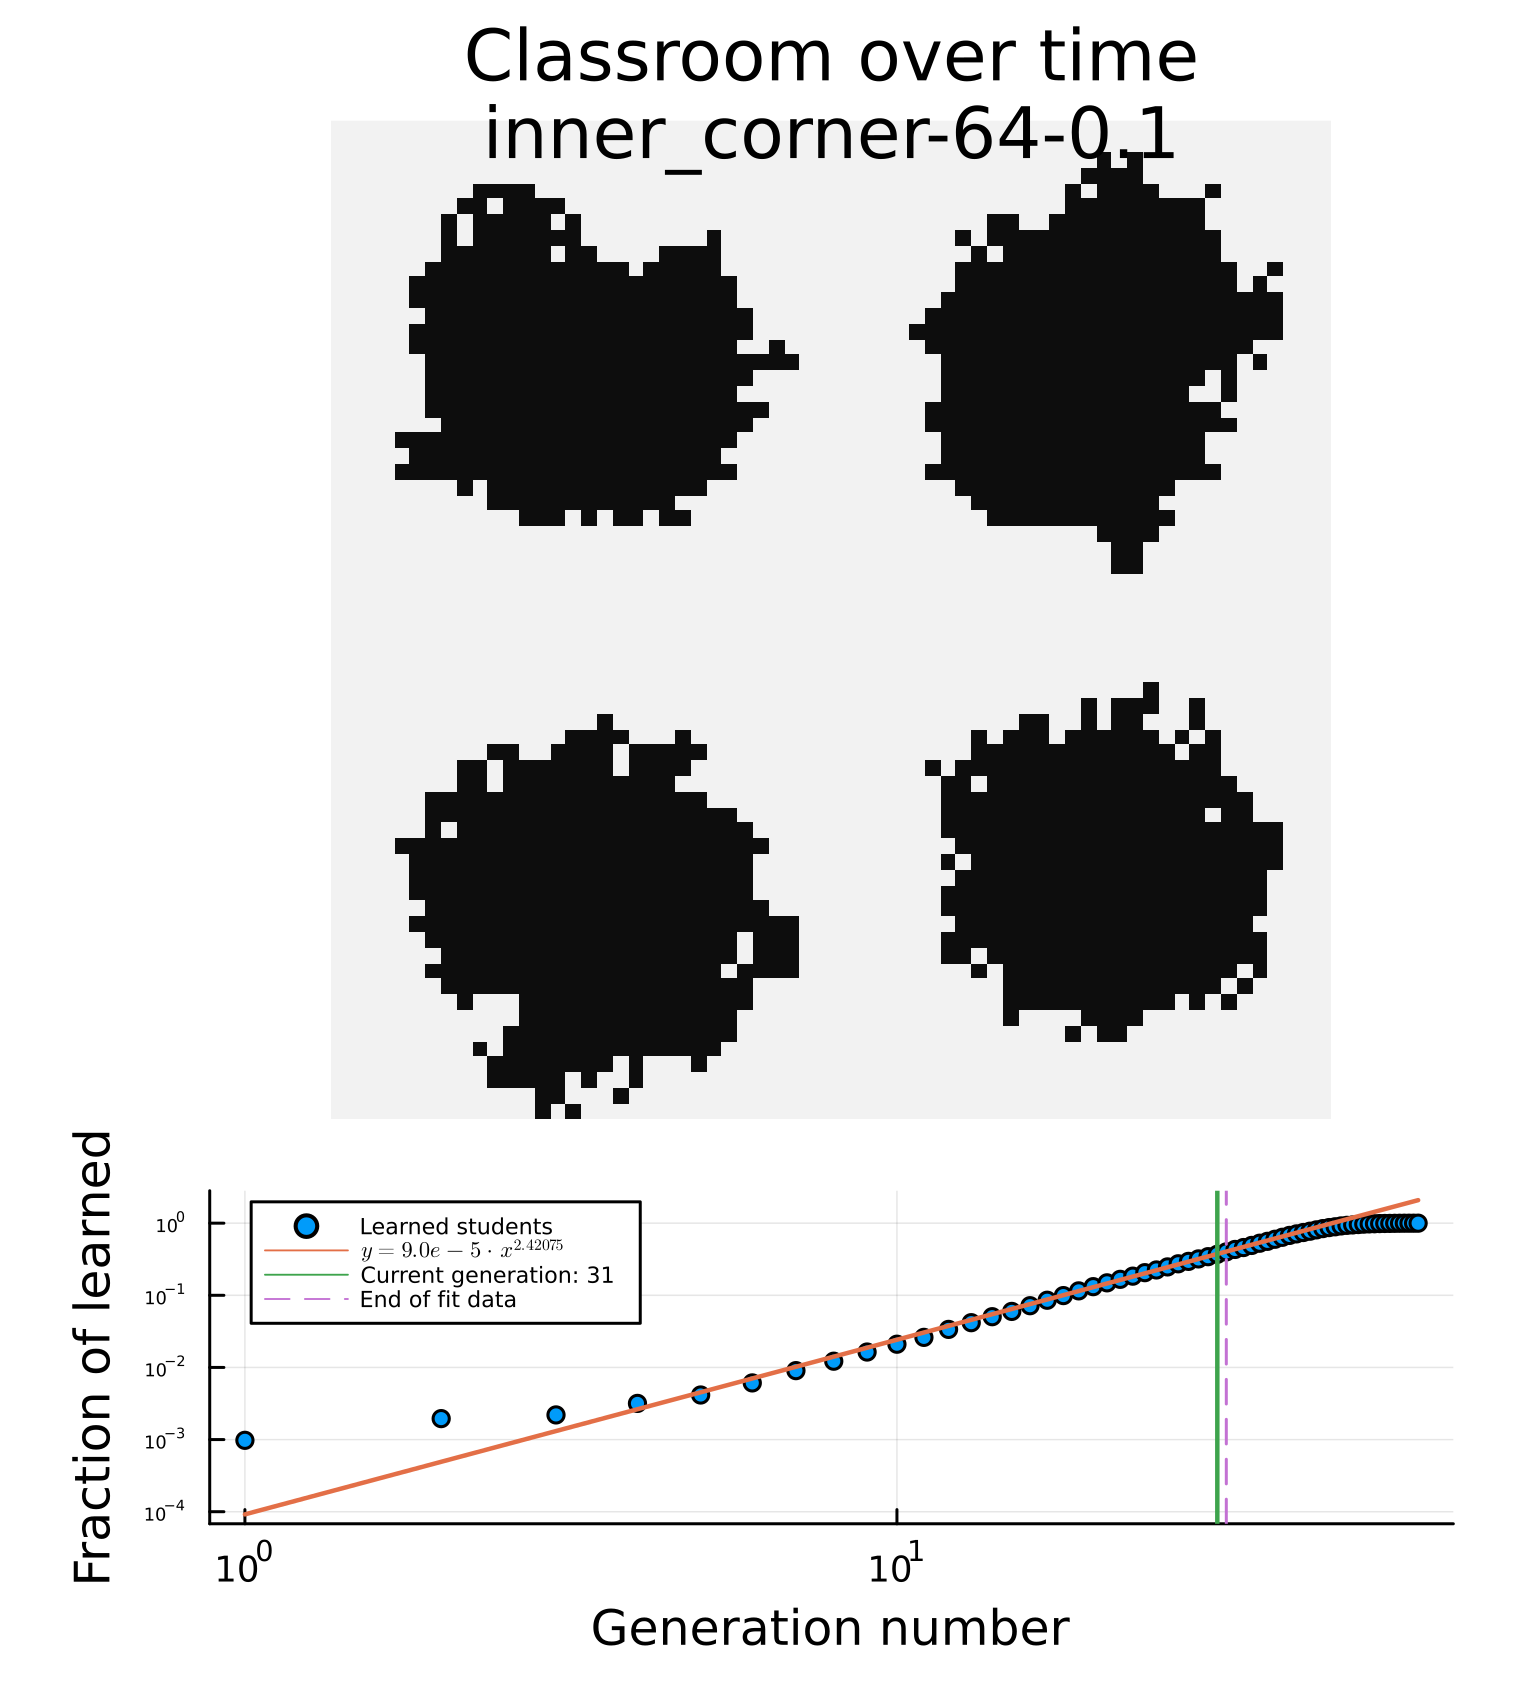 Classroom over time
inner_corner-64-0.1
Fraction of learned
10^0
10^−1
10^−2
10^−3
10^−4
Learned students
y = 9.0e − 5 · x^2.42075
Current generation: 31
End of fit data
10^0
10^1
Generation number